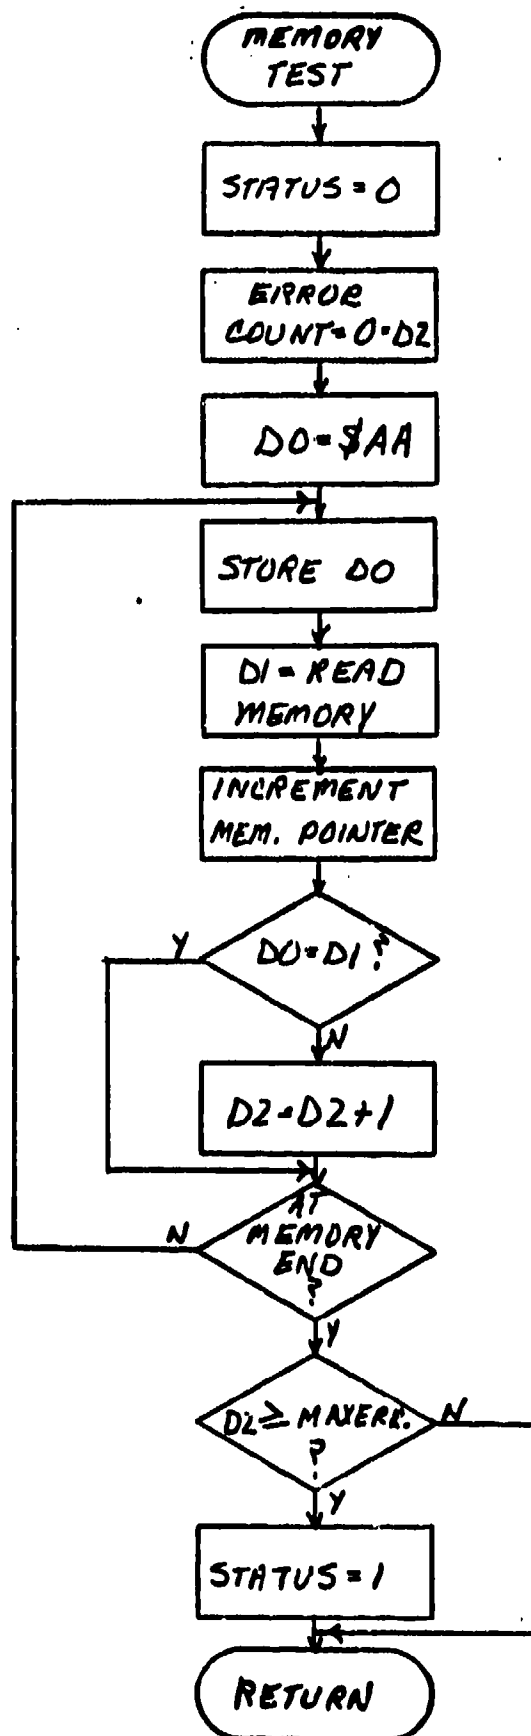 MEMORY
TEST
STATUS = 0
ERROR
COUNT=0=D2
D0=$AA
STORE D0
D1 = READ
MEMORY
INCREMENT
MEM. POINTER
D0=D1 ?
Y
N
D2=D2+1
AT
MEMORY
END
?
N
Y
D2 ≥ MAXERR.
?
N
Y
STATUS = 1
RETURN